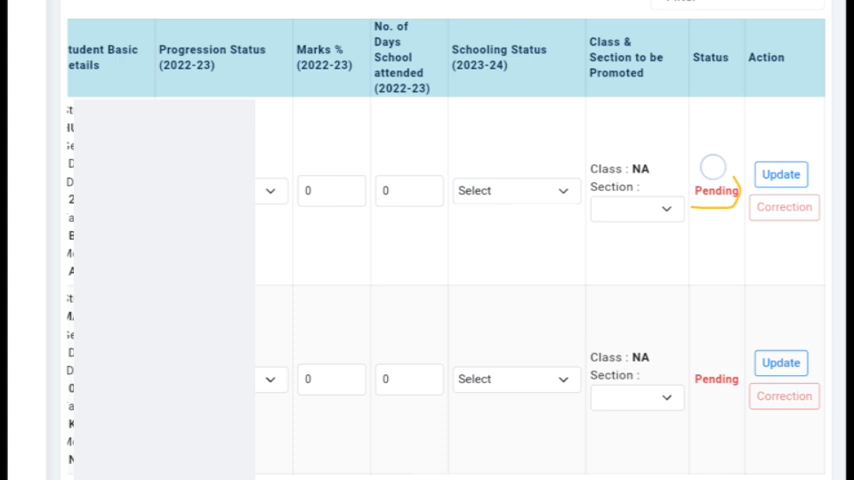 tudent Basic
etails
Progression Status
(2022-23)
Marks %
(2022-23)
No. of
Days
School
attended
(2022-23)
Schooling Status
(2023-24)
Class &
Section to be
Promoted
Status
Action
0
0
Select
Class : NA
Section :
Pending
Update
Correction
0
0
Select
Class : NA
Section :
Pending
Update
Correction